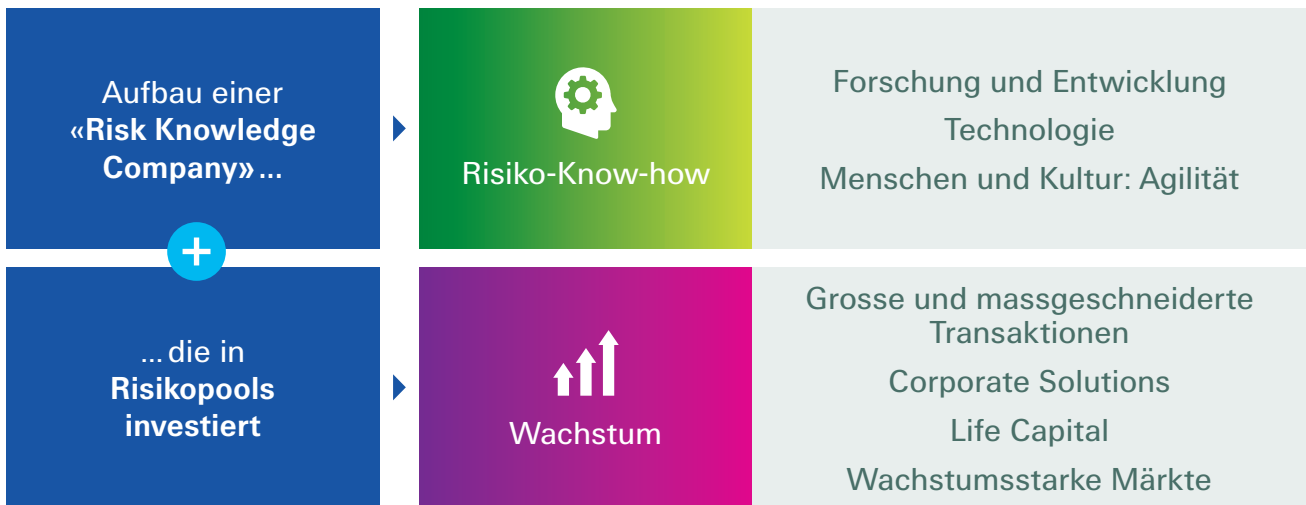 Aufbau einer
«Risk Knowledge
Company» ...
Risiko-Know-how
Forschung und Entwicklung
Technologie
Menschen und Kultur: Agilität
+
... die in
Risikopools
investiert
Wachstum
Grosse und massgeschneiderte
Transaktionen
Corporate Solutions
Life Capital
Wachstumsstarke Märkte